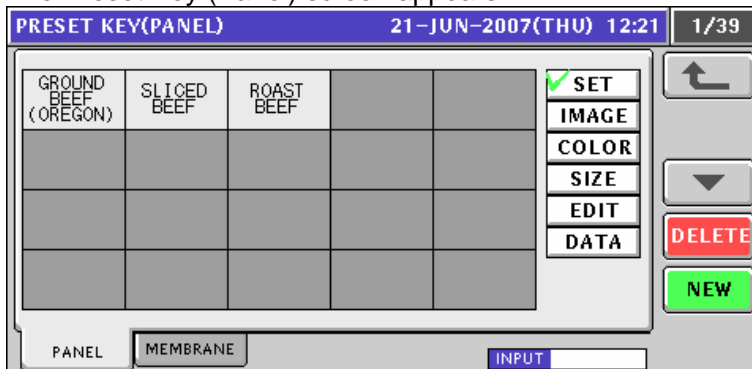 PRESET KEY(PANEL) 21-JUN-2007(THU) 12:21 1/39
GROUND
BEEF
(OREGON)
SLICED
BEEF
ROAST
BEEF
SET
IMAGE
COLOR
SIZE
EDIT
DATA
DELETE
NEW
PANEL
MEMBRANE
INPUT